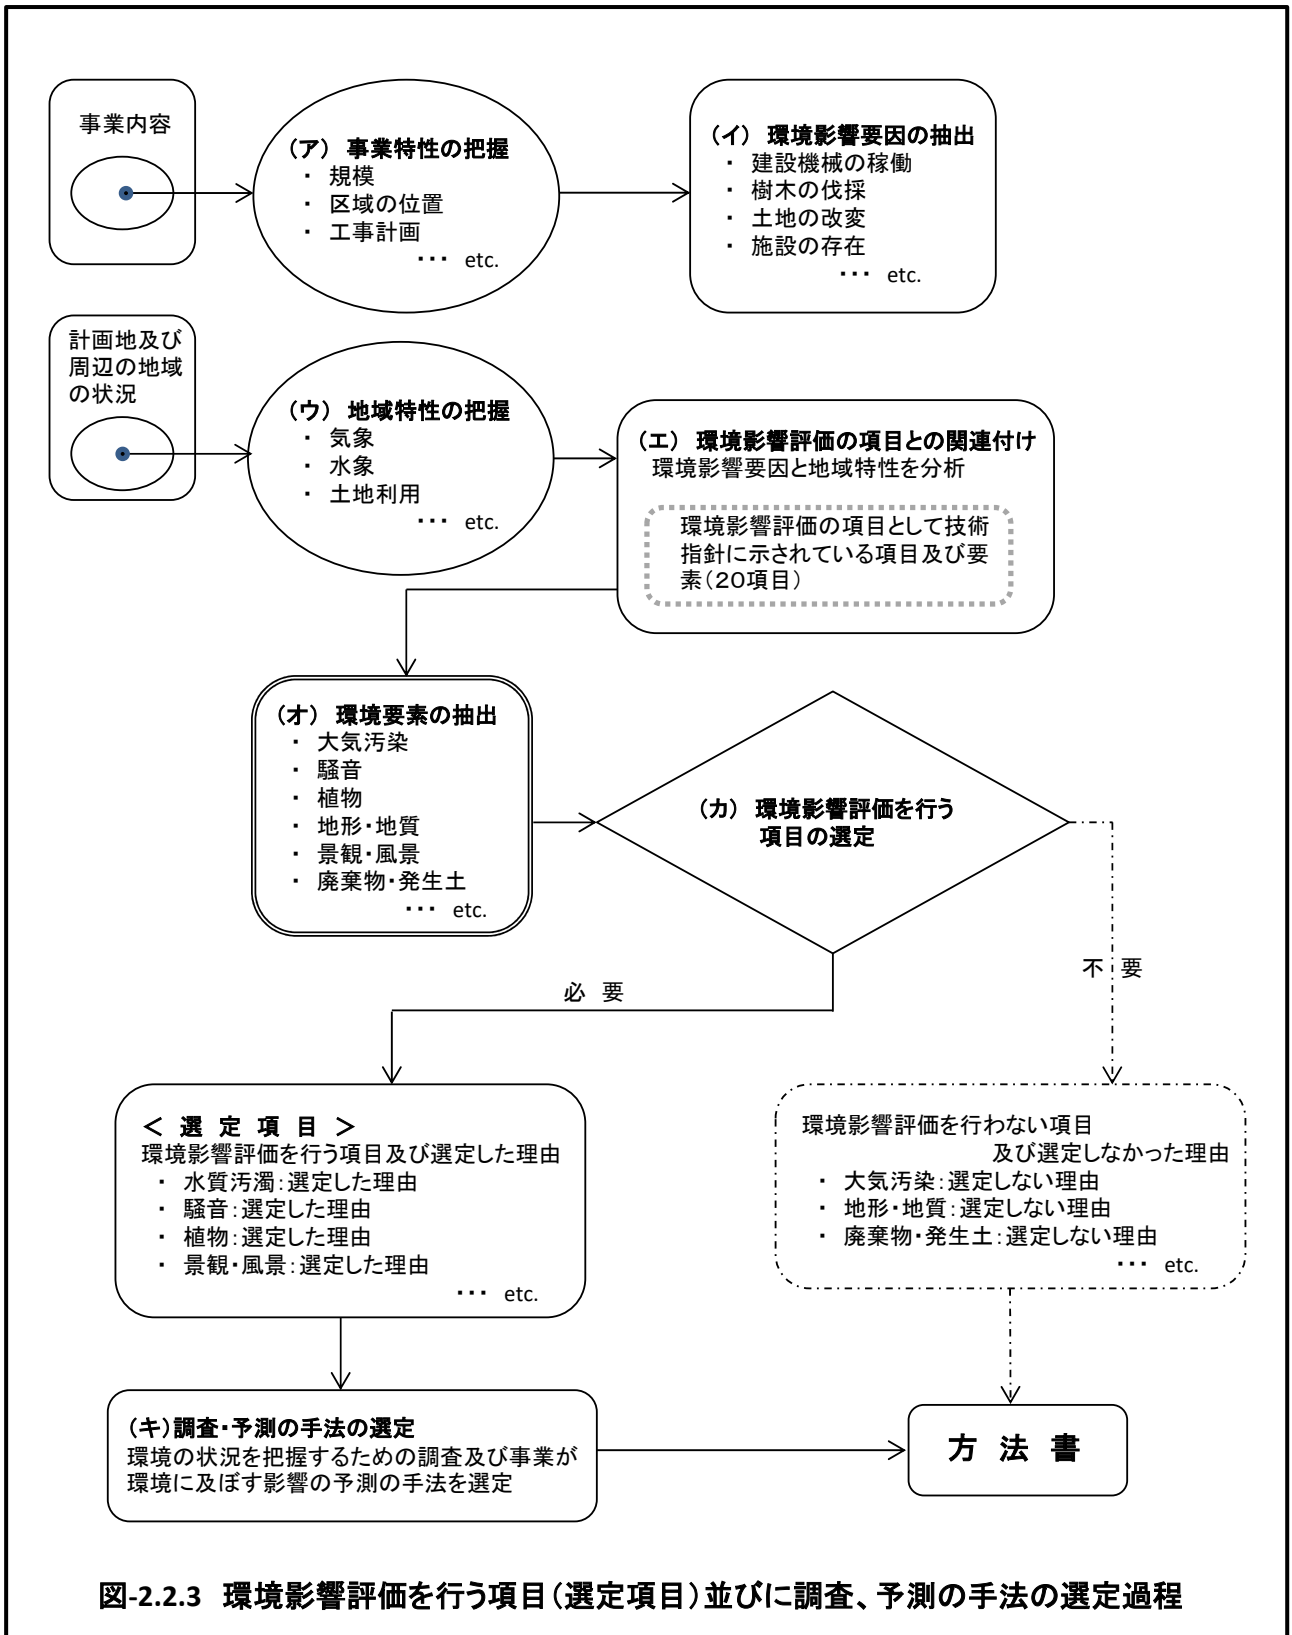 事業内容
(ア) 事業特性の把握
・ 規模
・ 区域の位置
・ 工事計画
・・・ etc.
(イ) 環境影響要因の抽出
・ 建設機械の稼働
・ 樹木の伐採
・ 土地の改変
・ 施設の存在
・・・ etc.
計画地及び
周辺の地域
の状況
(ウ) 地域特性の把握
・ 気象
・ 水象
・ 土地利用
・・・ etc.
(エ) 環境影響評価の項目との関連付け
環境影響要因と地域特性を分析
環境影響評価の項目として技術
指針に示されている項目及び要
素(20項目)
(オ) 環境要素の抽出
・ 大気汚染
・ 騒音
・ 植物
・ 地形・地質
・ 景観・風景
・ 廃棄物・発生土
・・・ etc.
(カ) 環境影響評価を行う
項目の選定
不 要
必 要
< 選 定 項 目 >
環境影響評価を行う項目及び選定した理由
・ 水質汚濁:選定した理由
・ 騒音:選定した理由
・ 植物:選定した理由
・ 景観・風景:選定した理由
・・・ etc.
環境影響評価を行わない項目
及び選定しなかった理由
・ 大気汚染:選定しない理由
・ 地形・地質:選定しない理由
・ 廃棄物・発生土:選定しない理由
・・・ etc.
(キ)調査・予測の手法の選定
環境の状況を把握するための調査及び事業が
環境に及ぼす影響の予測の手法を選定
方 法 書
図-2.2.3 環境影響評価を行う項目(選定項目)並びに調査、予測の手法の選定過程